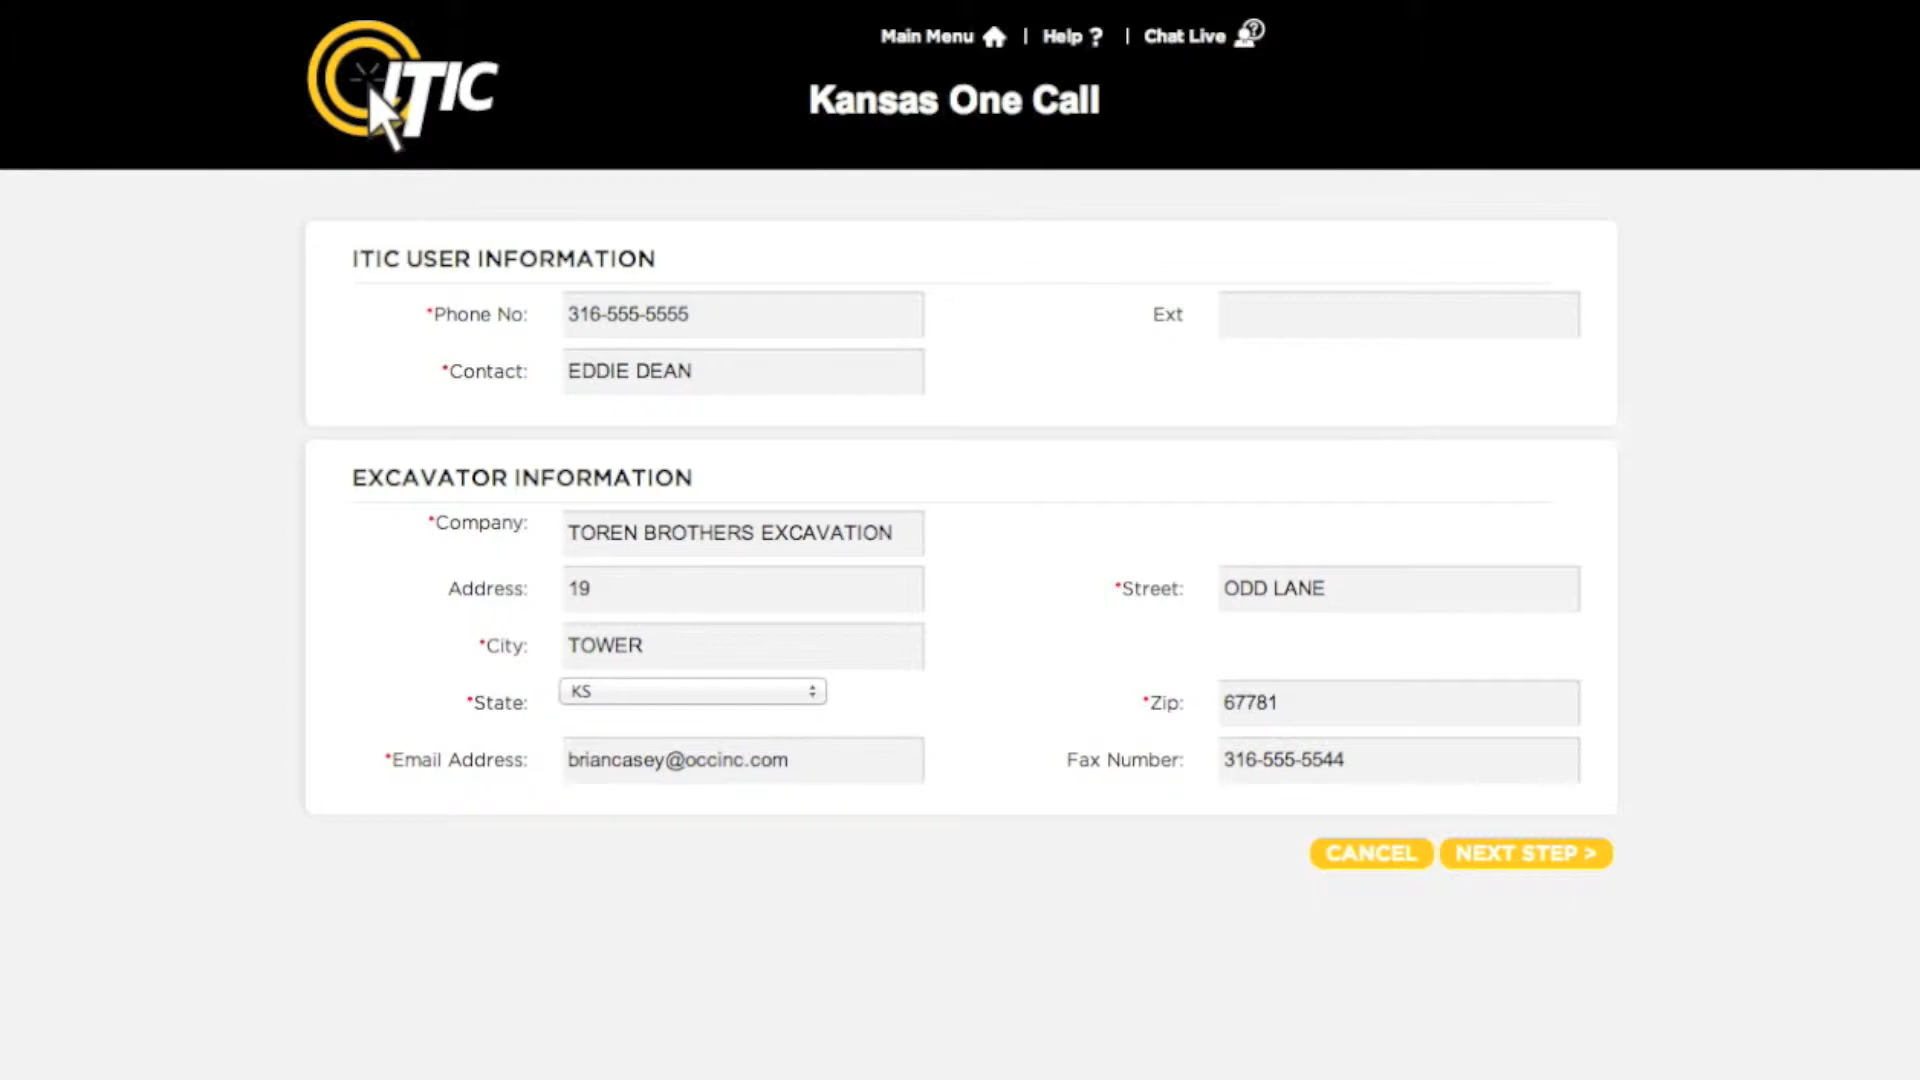 Main Menu | Help ? | Chat Live
ITIC
Kansas One Call
ITIC USER INFORMATION
*Phone No: 316-555-5555 Ext
*Contact: EDDIE DEAN
EXCAVATOR INFORMATION
*Company: TOREN BROTHERS EXCAVATION
Address: 19 *Street: ODD LANE
*City: TOWER
*State: KS *Zip: 67781
*Email Address: briancasey@occinc.com Fax Number: 316-555-5544
CANCEL NEXT STEP >